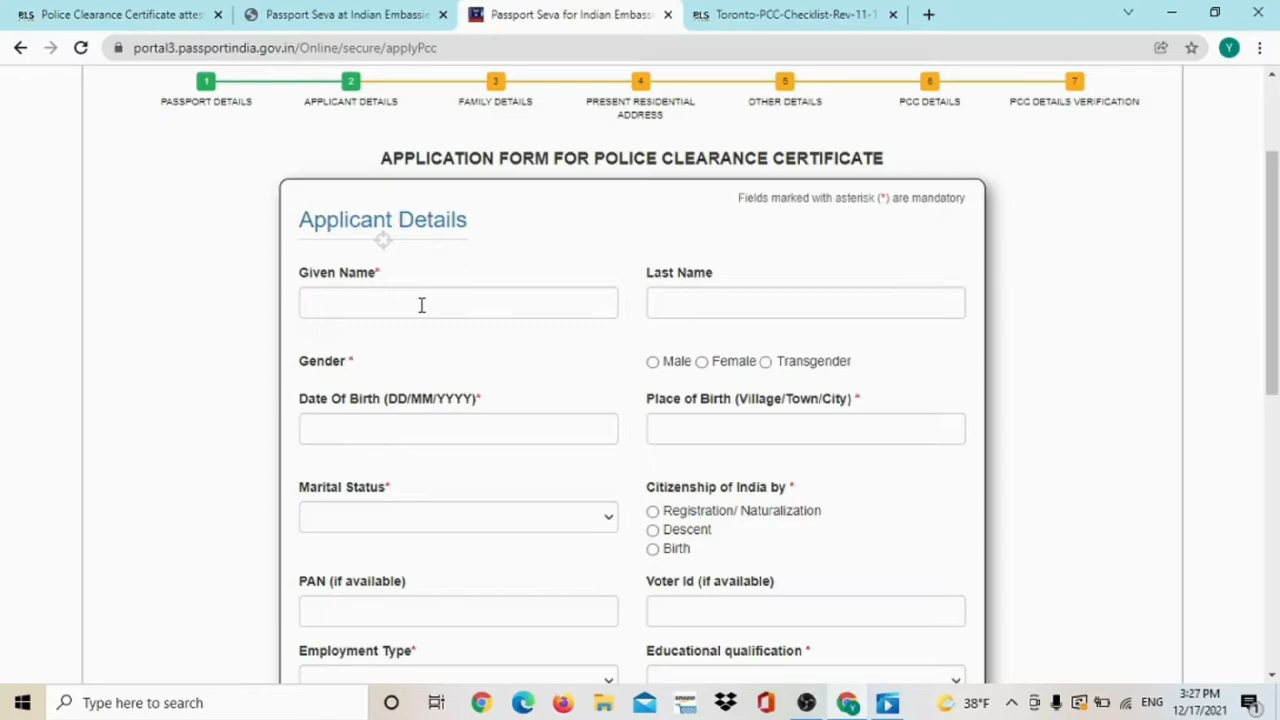 Police Clearance Certificate attes
Passport Seva at Indian Embassie
Passport Seva for Indian Embass
Toronto-PCC-Checklist-Rev-11-1
portal3.passportindia.gov.in/Online/secure/applyPcc
Y
1 2 3 4 5 6 7
PASSPORT DETAILS APPLICANT DETAILS FAMILY DETAILS PRESENT RESIDENTIAL OTHER DETAILS PCC DETAILS PCC DETAILS VERIFICATION
ADDRESS
APPLICATION FORM FOR POLICE CLEARANCE CERTIFICATE
Fields marked with asterisk (*) are mandatory
Applicant Details
Given Name* Last Name
Gender * Male Female Transgender
Date Of Birth (DD/MM/YYYY)* Place of Birth (Village/Town/City) *
Marital Status* Citizenship of India by *
Registration/ Naturalization
Descent
Birth
PAN (if available) Voter Id (if available)
Employment Type* Educational qualification *
Type here to search
38°F
ENG
3:27 PM
12/17/2021